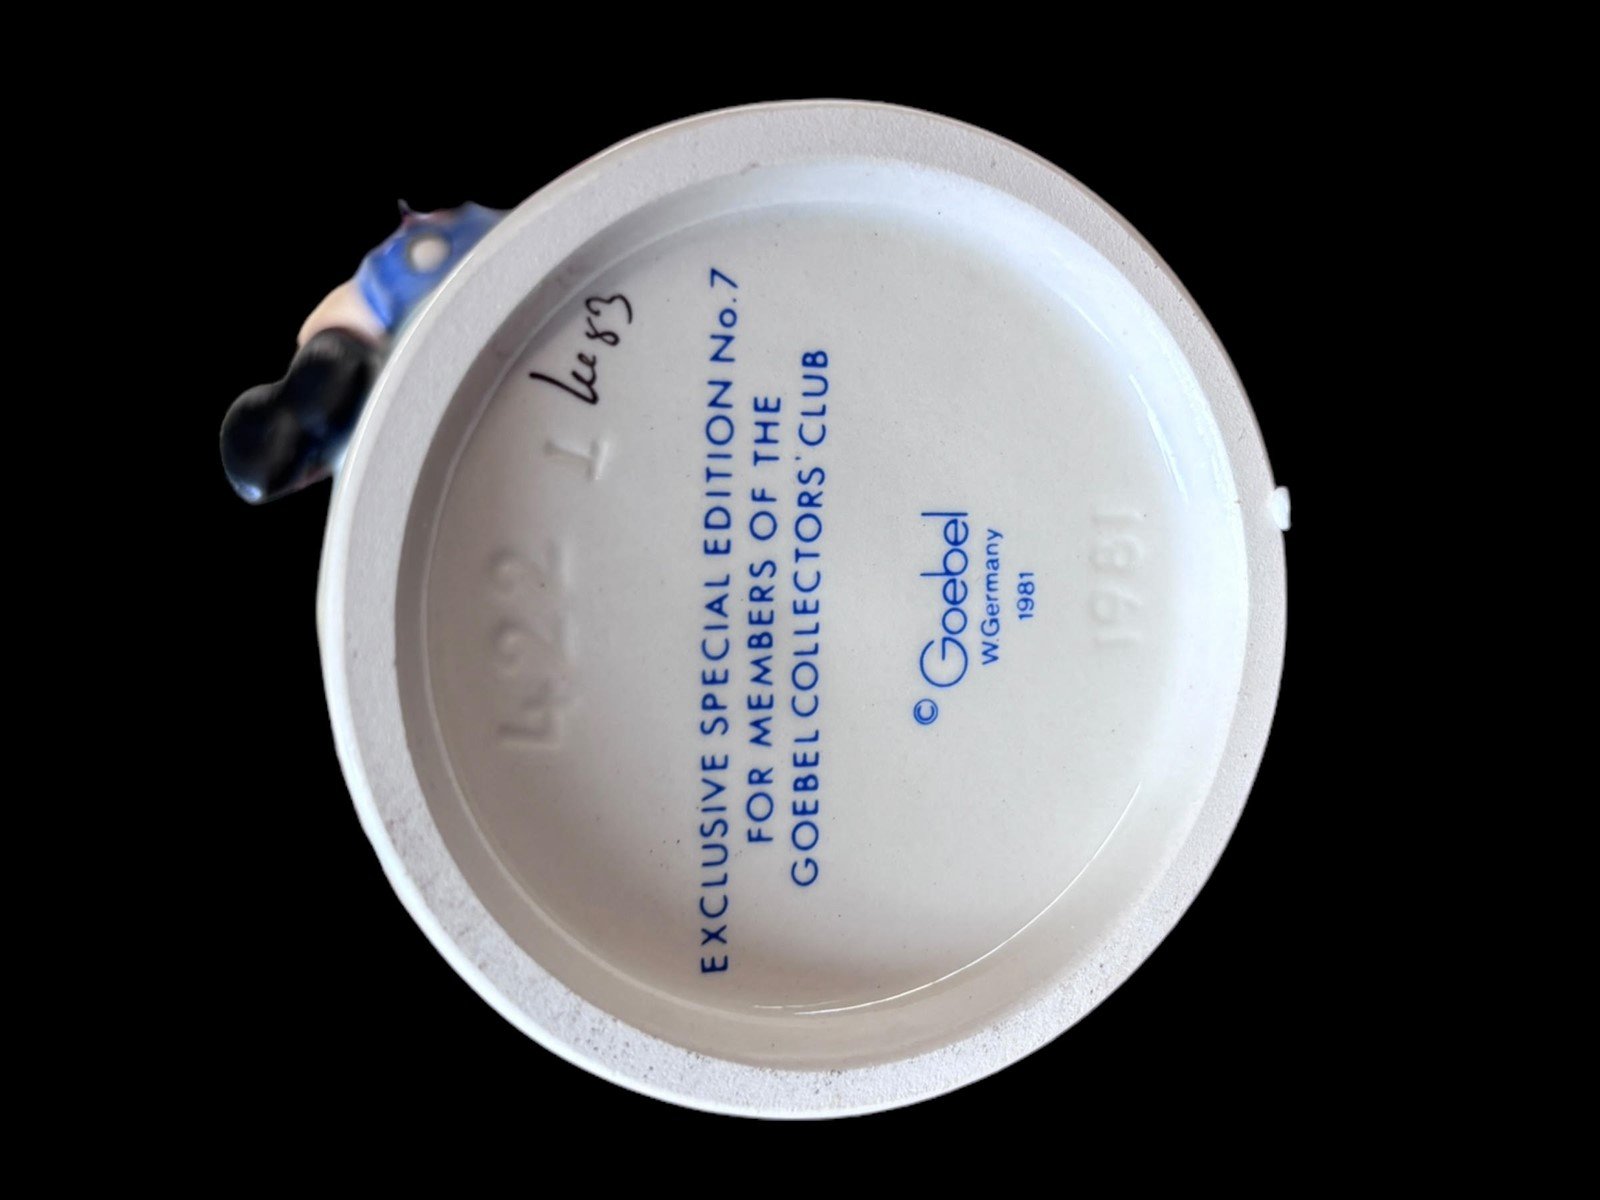 422 I
EXCLUSIVE SPECIAL EDITION No. 7
FOR MEMBERS OF THE
GOEBEL COLLECTORS' CLUB
© Goebel
W. Germany
1981
1981